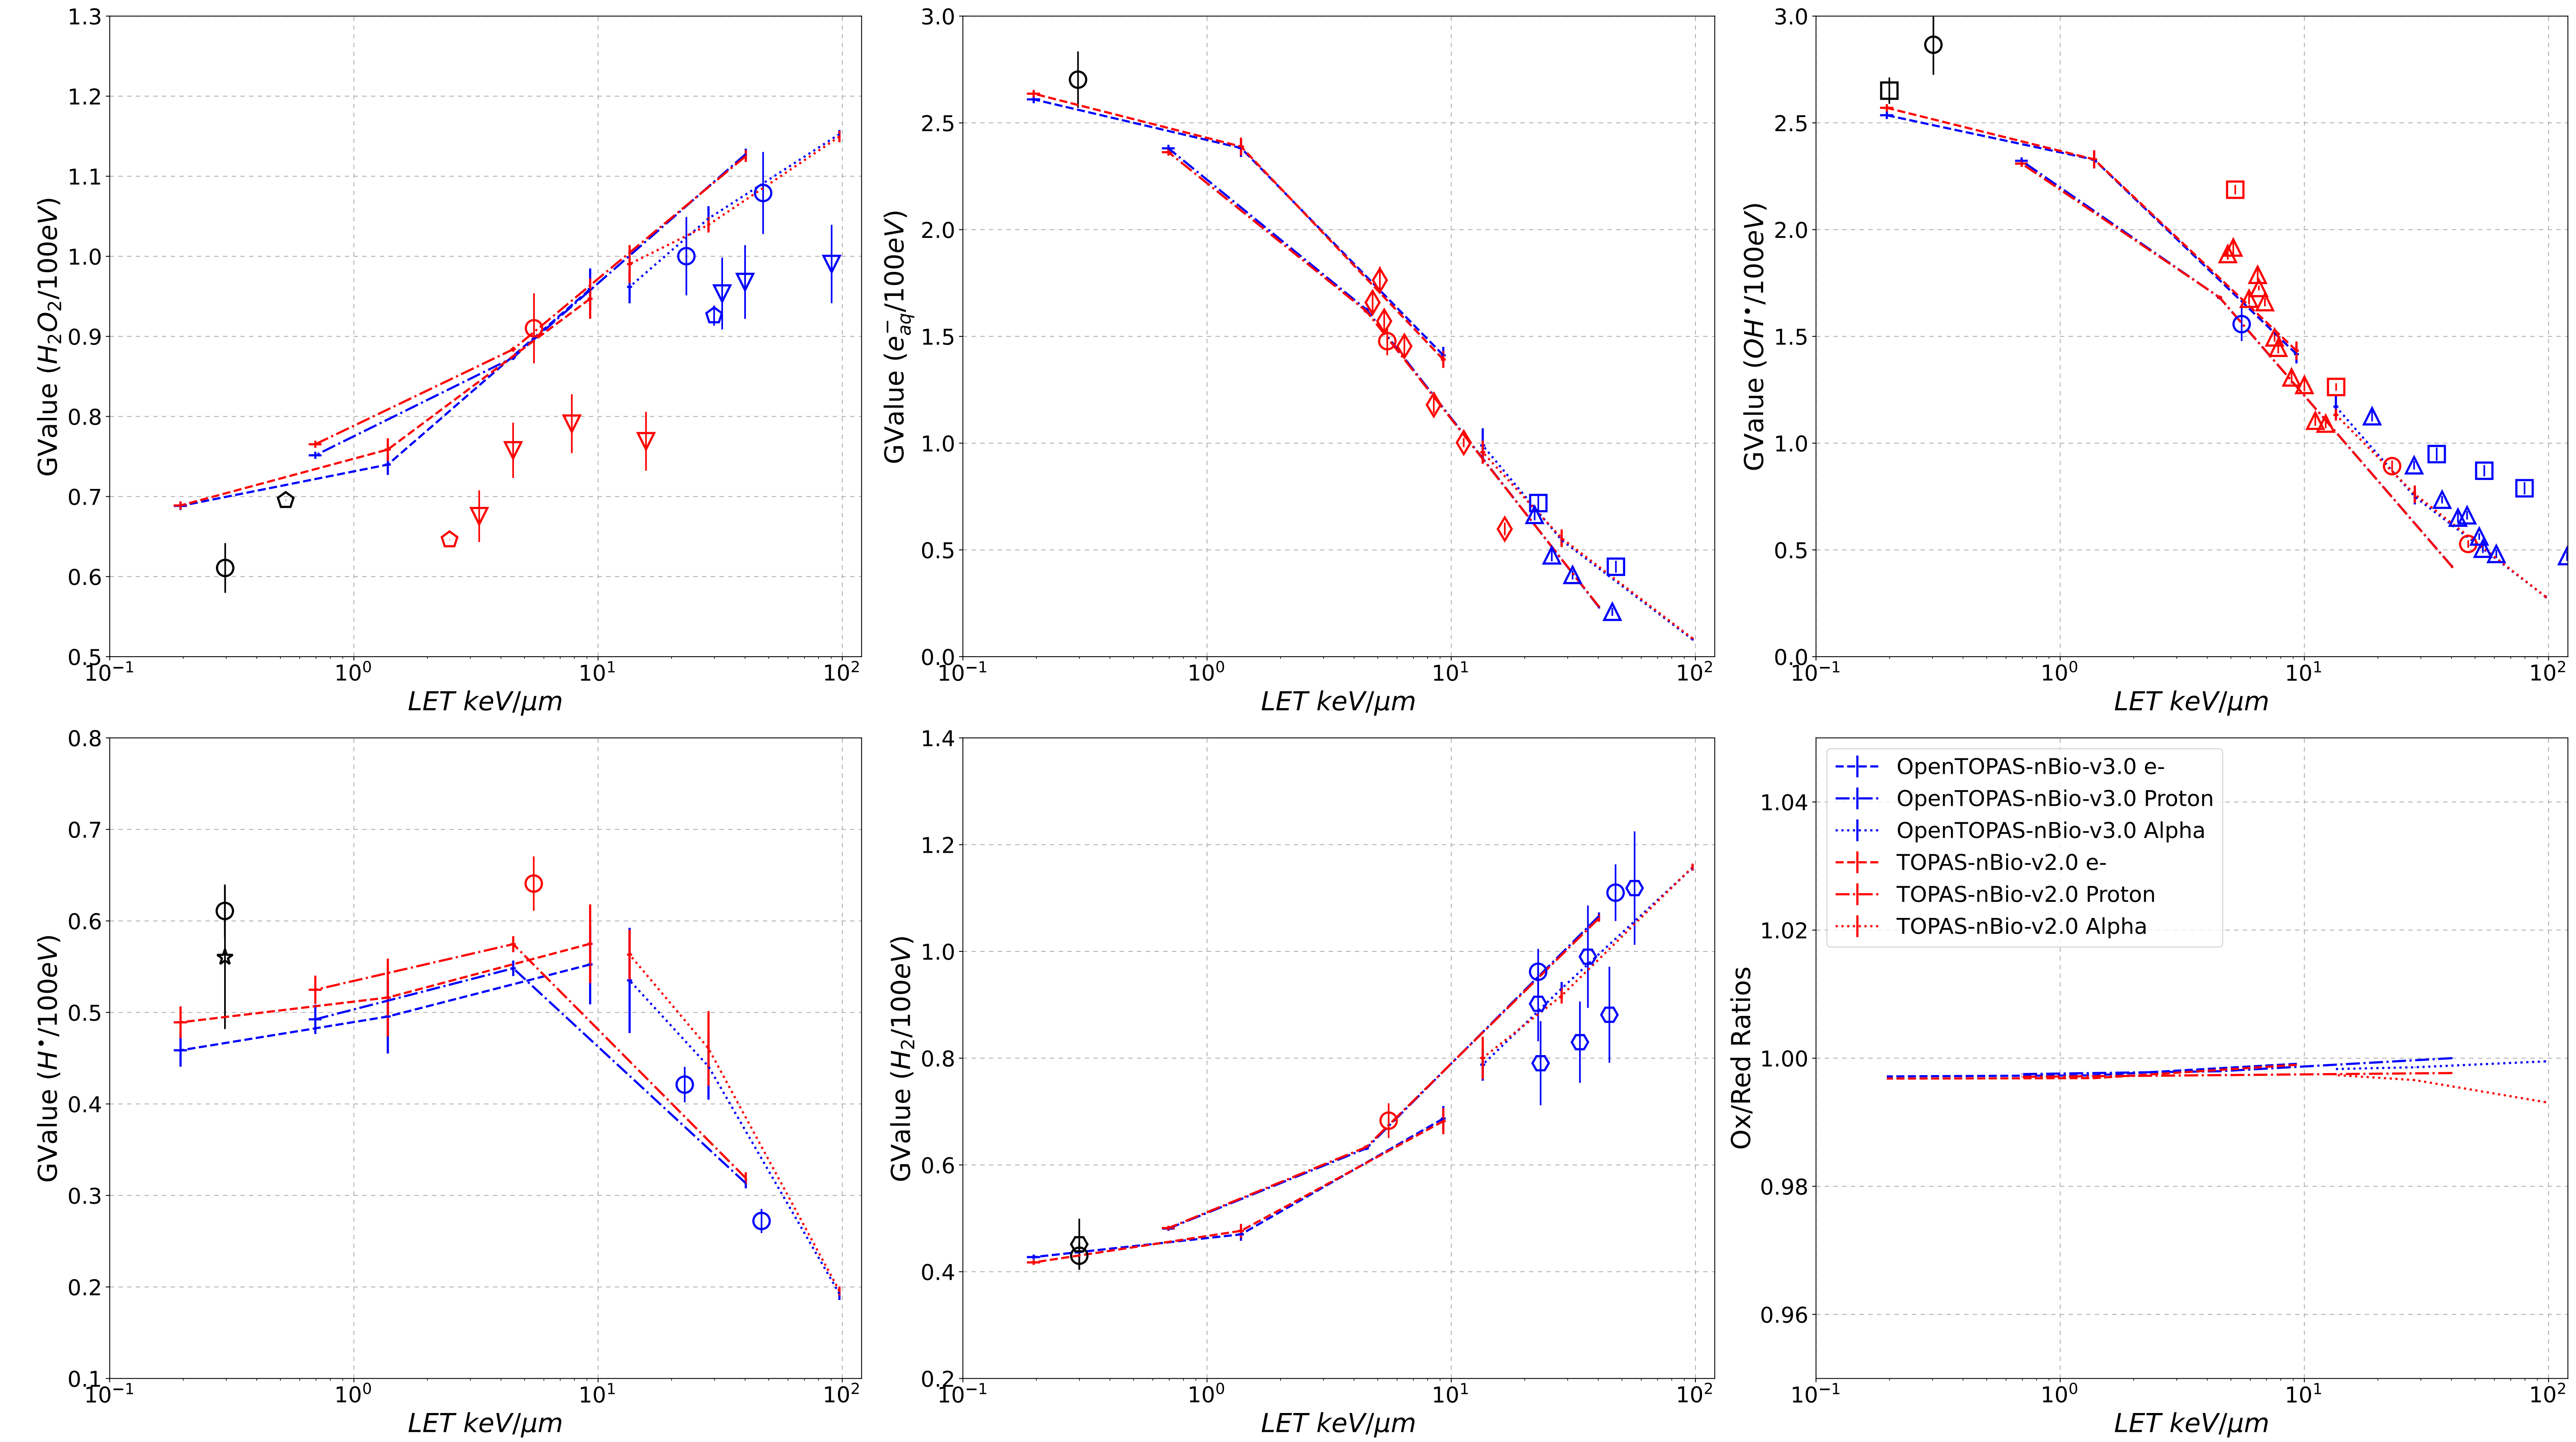 GValue (H₂O₂/100eV)
1.3
1.2
1.1
1.0
0.9
0.8
0.7
0.6
0.5
10⁻¹ 10⁰ 10¹ 10²
LET keV/μm
GValue (e⁻aq/100eV)
3.0
2.5
2.0
1.5
1.0
0.5
0.0
10⁻¹ 10⁰ 10¹ 10²
LET keV/μm
GValue (OH•/100eV)
3.0
2.5
2.0
1.5
1.0
0.5
0.0
10⁻¹ 10⁰ 10¹ 10²
LET keV/μm
GValue (H•/100eV)
0.8
0.7
0.6
0.5
0.4
0.3
0.2
0.1
10⁻¹ 10⁰ 10¹ 10²
LET keV/μm
GValue (H₂/100eV)
1.4
1.2
1.0
0.8
0.6
0.4
0.2
10⁻¹ 10⁰ 10¹ 10²
LET keV/μm
Ox/Red Ratios
1.04
1.02
1.00
0.98
0.96
OpenTOPAS-nBio-v3.0 e-
OpenTOPAS-nBio-v3.0 Proton
OpenTOPAS-nBio-v3.0 Alpha
TOPAS-nBio-v2.0 e-
TOPAS-nBio-v2.0 Proton
TOPAS-nBio-v2.0 Alpha
10⁻¹ 10⁰ 10¹ 10²
LET keV/μm